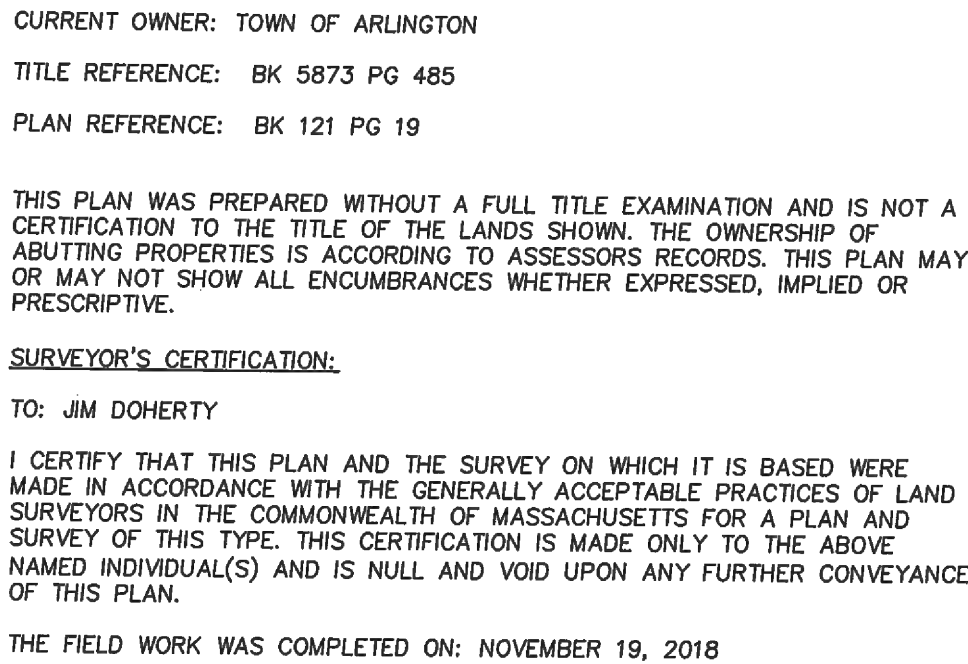 CURRENT OWNER: TOWN OF ARLINGTON
TITLE REFERENCE: BK 5873 PG 485
PLAN REFERENCE: BK 121 PG 19
THIS PLAN WAS PREPARED WITHOUT A FULL TITLE EXAMINATION AND IS NOT A
CERTIFICATION TO THE TITLE OF THE LANDS SHOWN. THE OWNERSHIP OF
ABUTTING PROPERTIES IS ACCORDING TO ASSESSORS RECORDS. THIS PLAN MAY
OR MAY NOT SHOW ALL ENCUMBRANCES WHETHER EXPRESSED, IMPLIED OR
PRESCRIPTIVE.
SURVEYOR'S CERTIFICATION:
TO: JIM DOHERTY
I CERTIFY THAT THIS PLAN AND THE SURVEY ON WHICH IT IS BASED WERE
MADE IN ACCORDANCE WITH THE GENERALLY ACCEPTABLE PRACTICES OF LAND
SURVEYORS IN THE COMMONWEALTH OF MASSACHUSETTS FOR A PLAN AND
SURVEY OF THIS TYPE. THIS CERTIFICATION IS MADE ONLY TO THE ABOVE
NAMED INDIVIDUAL(S) AND IS NULL AND VOID UPON ANY FURTHER CONVEYANCE
OF THIS PLAN.
THE FIELD WORK WAS COMPLETED ON: NOVEMBER 19, 2018